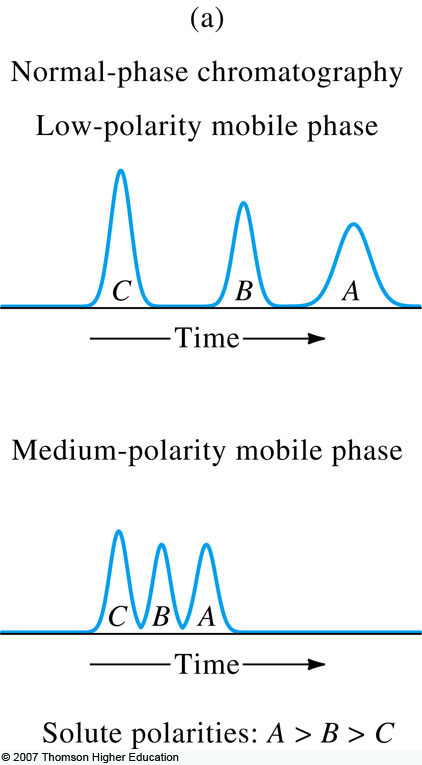 (a)
Normal-phase chromatography
Low-polarity mobile phase
C B A
Time
Medium-polarity mobile phase
C B A
Time
Solute polarities: A > B > C
© 2007 Thomson Higher Education